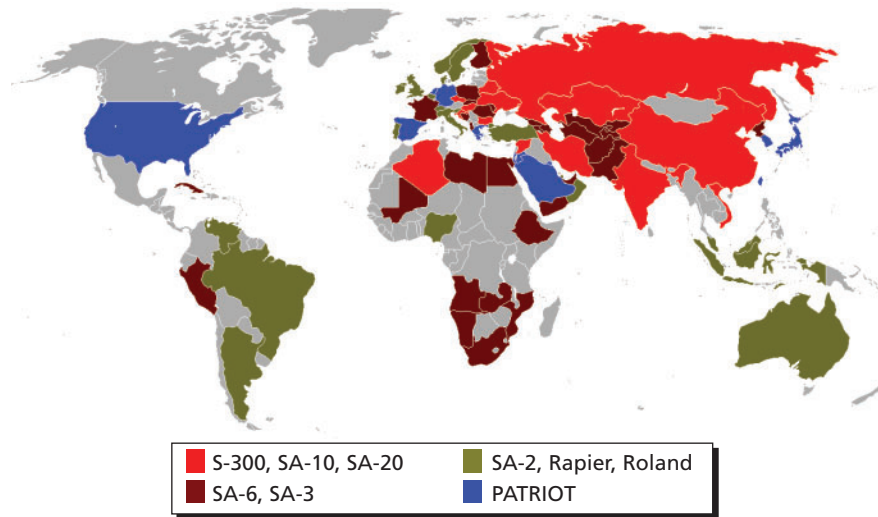 S-300, SA-10, SA-20
SA-2, Rapier, Roland
SA-6, SA-3
PATRIOT